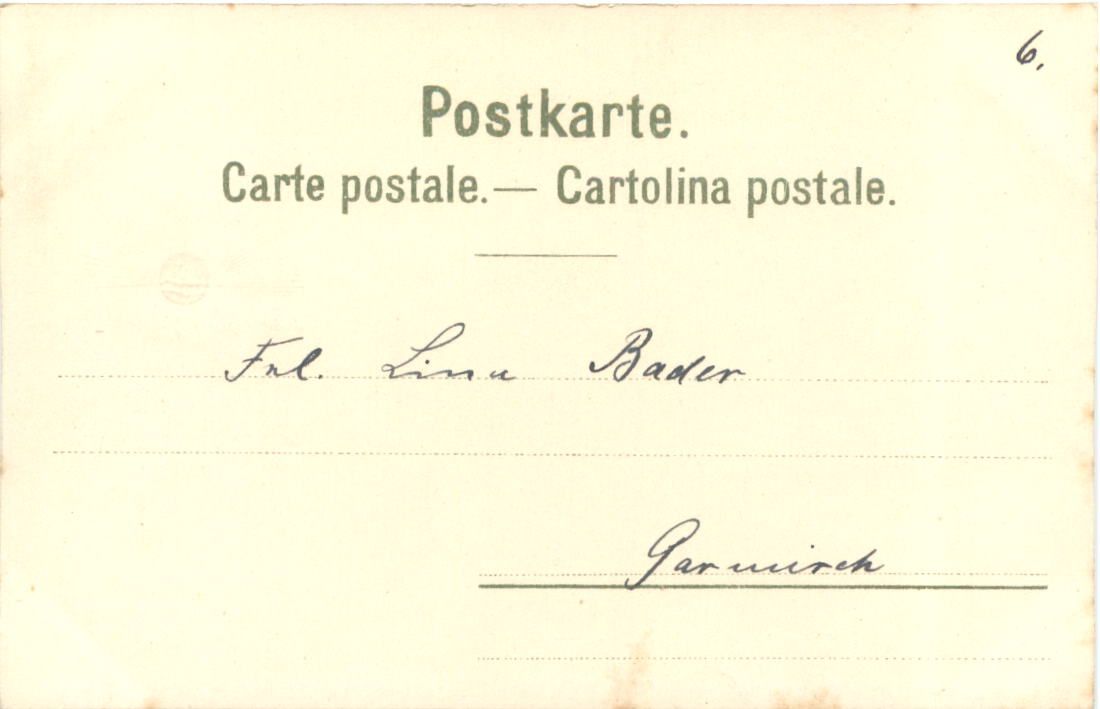 6.
Postkarte.
Carte postale. — Cartolina postale.
Frl. Lina Bader
Garmisch